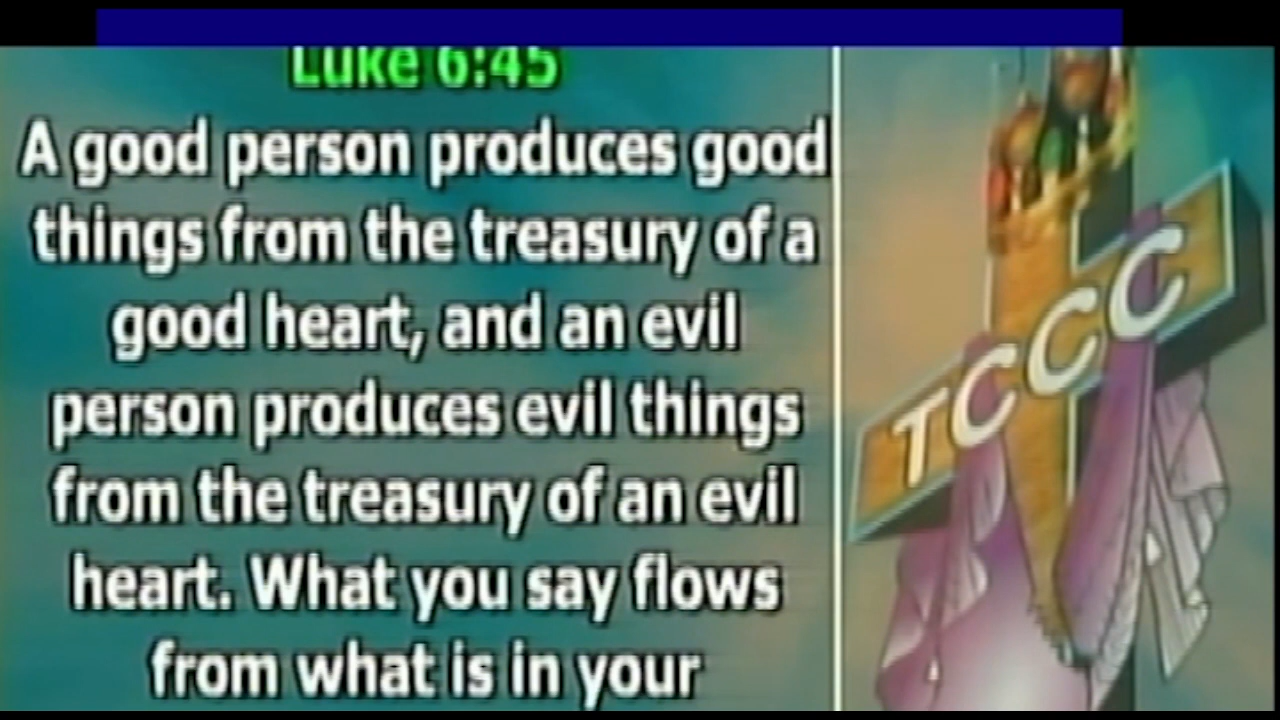 Luke 6:45
A good person produces good
things from the treasury of a
good heart, and an evil
person produces evil things
from the treasury of an evil
heart. What you say flows
from what is in your
TCCC